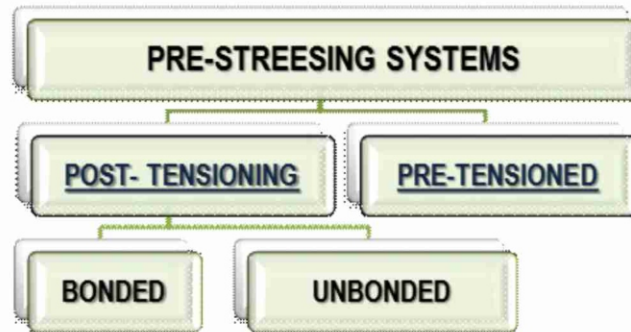 PRE-STREESING SYSTEMS
POST- TENSIONING
PRE-TENSIONED
BONDED
UNBONDED